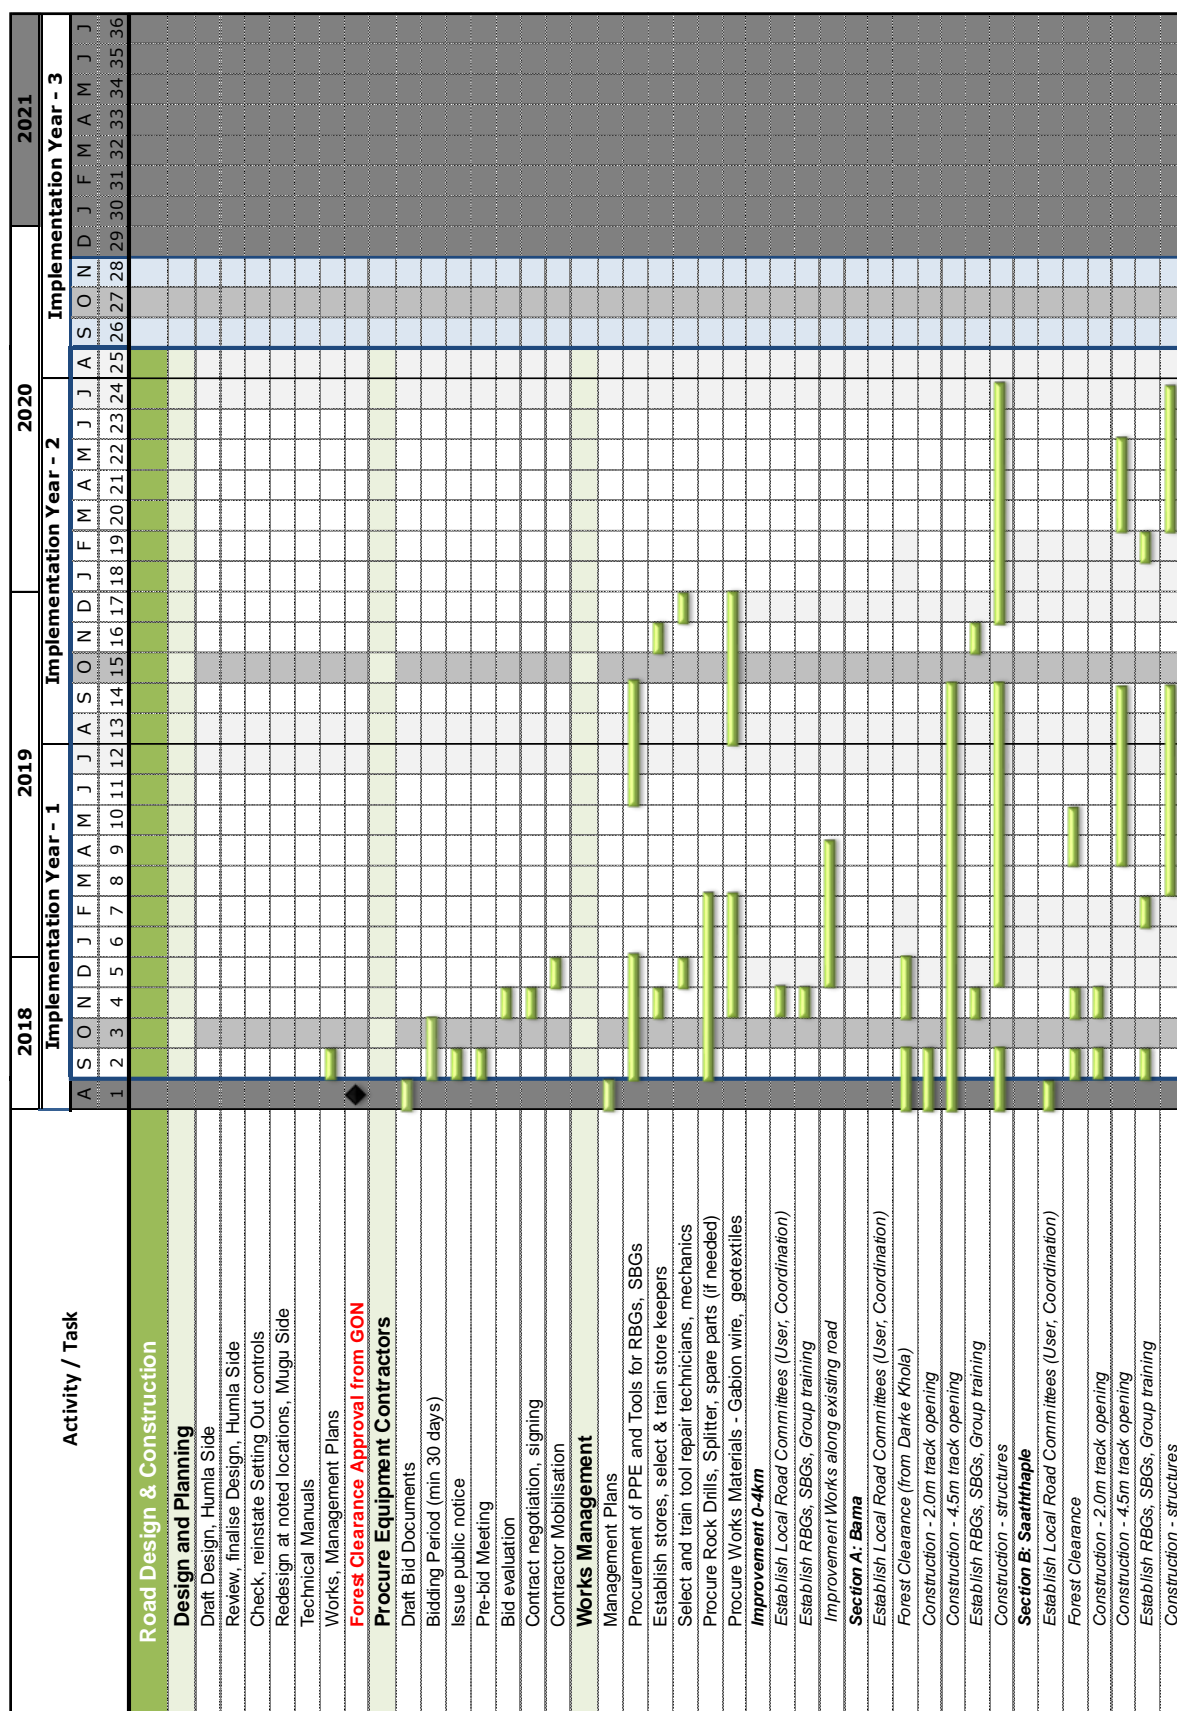 Activity / Task
2018 2019 2020 2021
Implementation Year - 1 Implementation Year - 2 Implementation Year - 3
A S O N D J F M A M J J A S O N D J F M A M J J A S O N D J F M A M J J
1 2 3 4 5 6 7 8 9 10 11 12 13 14 15 16 17 18 19 20 21 22 23 24 25 26 27 28 29 30 31 32 33 34 35 36
Road Design & Construction
Design and Planning
Draft Design, Humla Side
Review, finalise Design, Humla Side
Check, reinstate Setting Out controls
Redesign at noted locations, Mugu Side
Technical Manuals
Works, Management Plans
Forest Clearance Approval from GON
Procure Equipment Contractors
Draft Bid Documents
Bidding Period (min 30 days)
Issue public notice
Pre-bid Meeting
Bid evaluation
Contract negotiation, signing
Contractor Mobilisation
Works Management
Management Plans
Procurement of PPE and Tools for RBGs, SBGs
Establish stores, select & train store keepers
Select and train tool repair technicians, mechanics
Procure Rock Drills, Splitter, spare parts (if needed)
Procure Works Materials - Gabion wire, geotextiles
Improvement 0-4km
Establish Local Road Committees (User, Coordination)
Establish RBGs, SBGs, Group training
Improvement Works along existing road
Section A: Bama
Establish Local Road Committees (User, Coordination)
Forest Clearance (from Darke Khola)
Construction - 2.0m track opening
Construction - 4.5m track opening
Establish RBGs, SBGs, Group training
Construction - structures
Section B: Saaththaple
Establish Local Road Committees (User, Coordination)
Forest Clearance
Construction - 2.0m track opening
Construction - 4.5m track opening
Establish RBGs, SBGs, Group training
Construction - structures